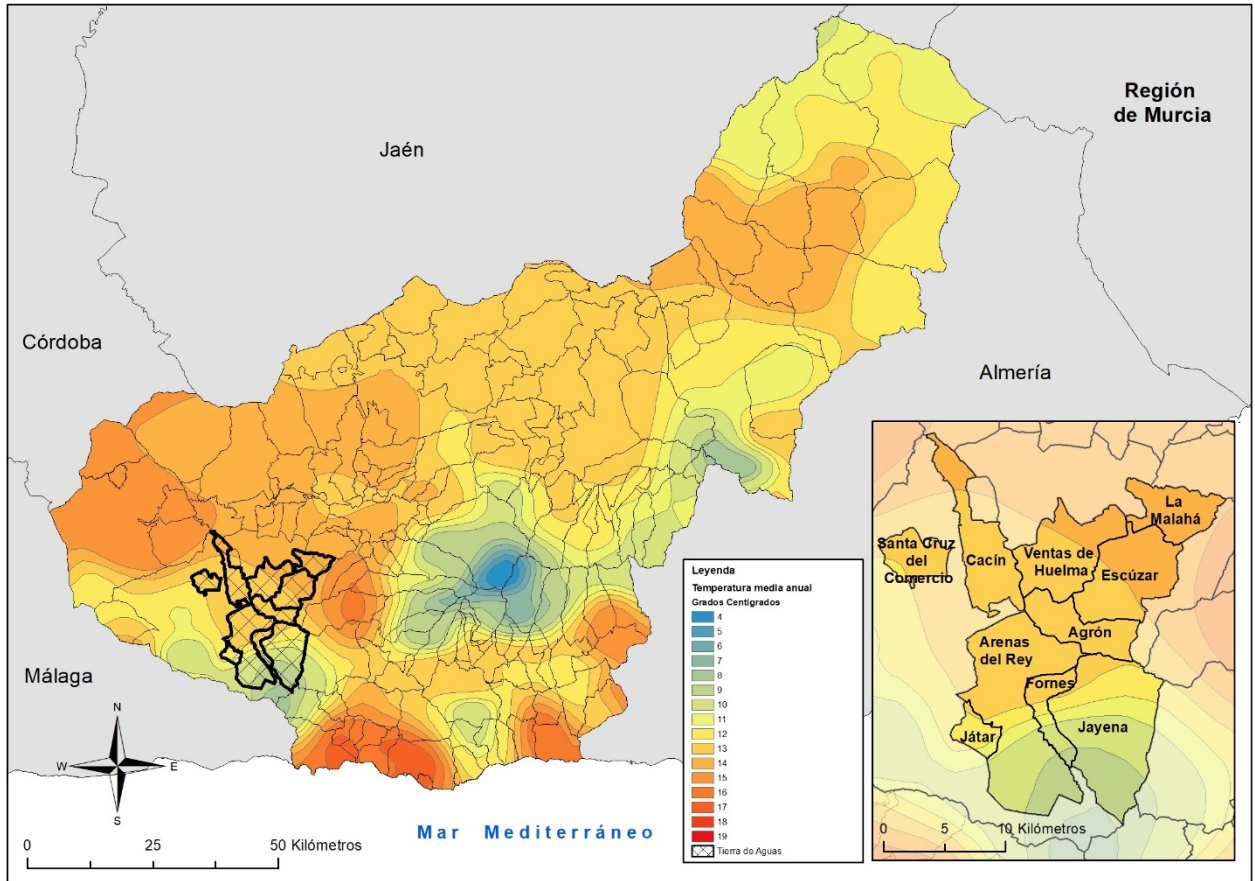 Región
de Murcia
Jaén
Córdoba
Almería
Málaga
N
W
E
S
0
25
50 Kilómetros
Mar Mediterráneo
Leyenda
Temperatura media anual
Grados Centigrados
4
5
6
7
8
9
10
11
12
13
14
15
16
17
18
19
Tierra de Aguas
La
Malahá
Santa Cruz
del
Comercio
Cacín
Ventas de
Huelma
Escúzar
Agrón
Arenas
del Rey
Fornes
Játar
Jayena
0
5
10 Kilómetros